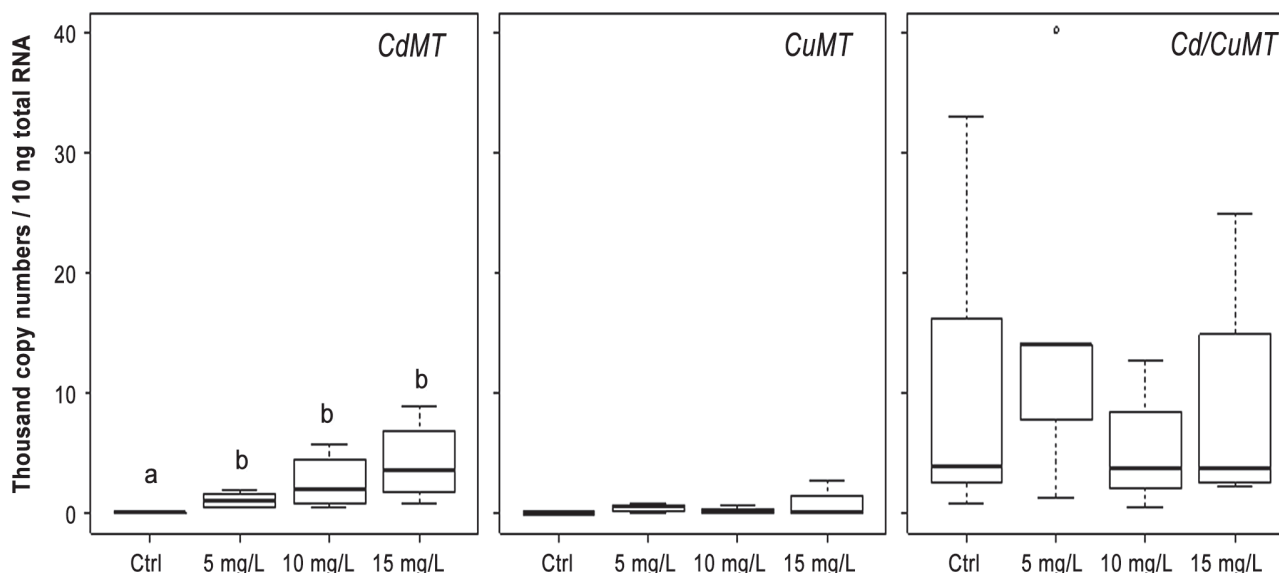 Thousand copy numbers / 10 ng total RNA
40
30
20
10
0
CdMT
a
b
b
b
Ctrl 5 mg/L 10 mg/L 15 mg/L
CuMT
Ctrl 5 mg/L 10 mg/L 15 mg/L
Cd/CuMT
Ctrl 5 mg/L 10 mg/L 15 mg/L